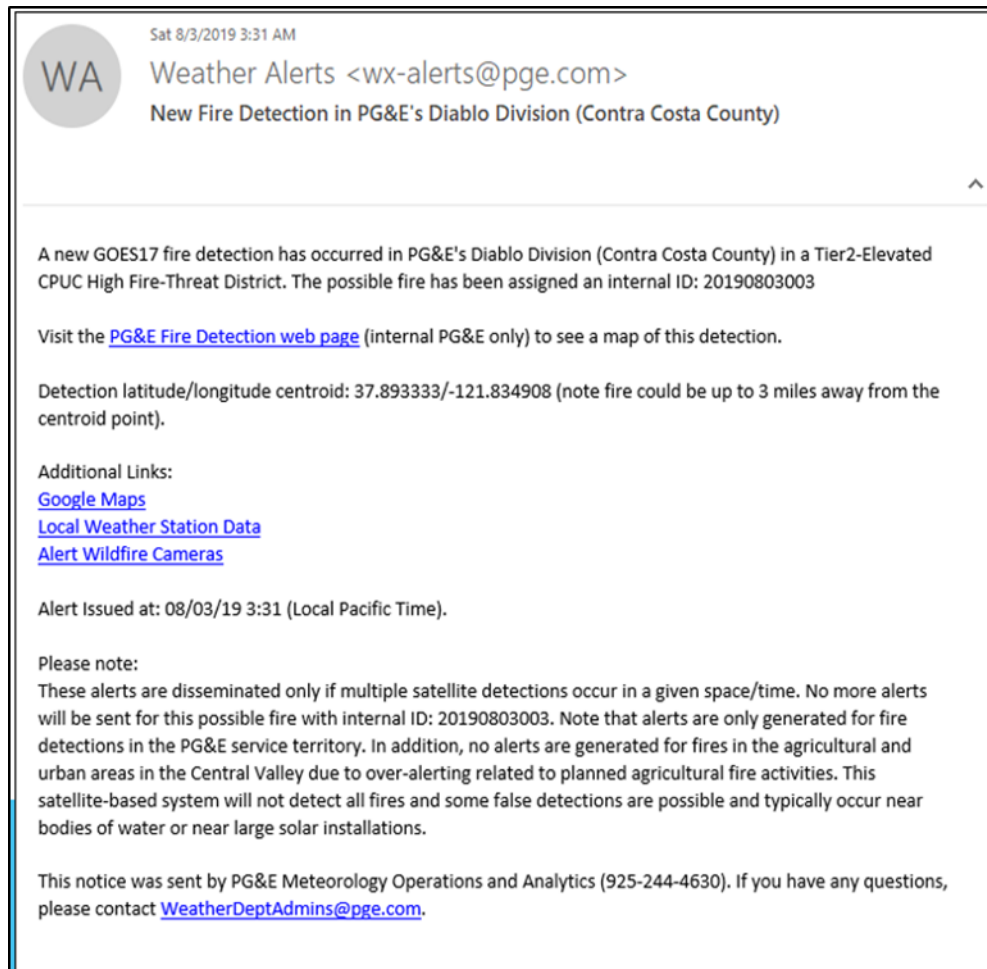 Sat 8/3/2019 3:31 AM
WA
Weather Alerts <wx-alerts@pge.com>
New Fire Detection in PG&E's Diablo Division (Contra Costa County)
A new GOES17 fire detection has occurred in PG&E's Diablo Division (Contra Costa County) in a Tier2-Elevated
CPUC High Fire-Threat District. The possible fire has been assigned an internal ID: 20190803003
Visit the PG&E Fire Detection web page (internal PG&E only) to see a map of this detection.
Detection latitude/longitude centroid: 37.893333/-121.834908 (note fire could be up to 3 miles away from the
centroid point).
Additional Links:
Google Maps
Local Weather Station Data
Alert Wildfire Cameras
Alert Issued at: 08/03/19 3:31 (Local Pacific Time).
Please note:
These alerts are disseminated only if multiple satellite detections occur in a given space/time. No more alerts
will be sent for this possible fire with internal ID: 20190803003. Note that alerts are only generated for fire
detections in the PG&E service territory. In addition, no alerts are generated for fires in the agricultural and
urban areas in the Central Valley due to over-alerting related to planned agricultural fire activities. This
satellite-based system will not detect all fires and some false detections are possible and typically occur near
bodies of water or near large solar installations.
This notice was sent by PG&E Meteorology Operations and Analytics (925-244-4630). If you have any questions,
please contact WeatherDeptAdmins@pge.com.